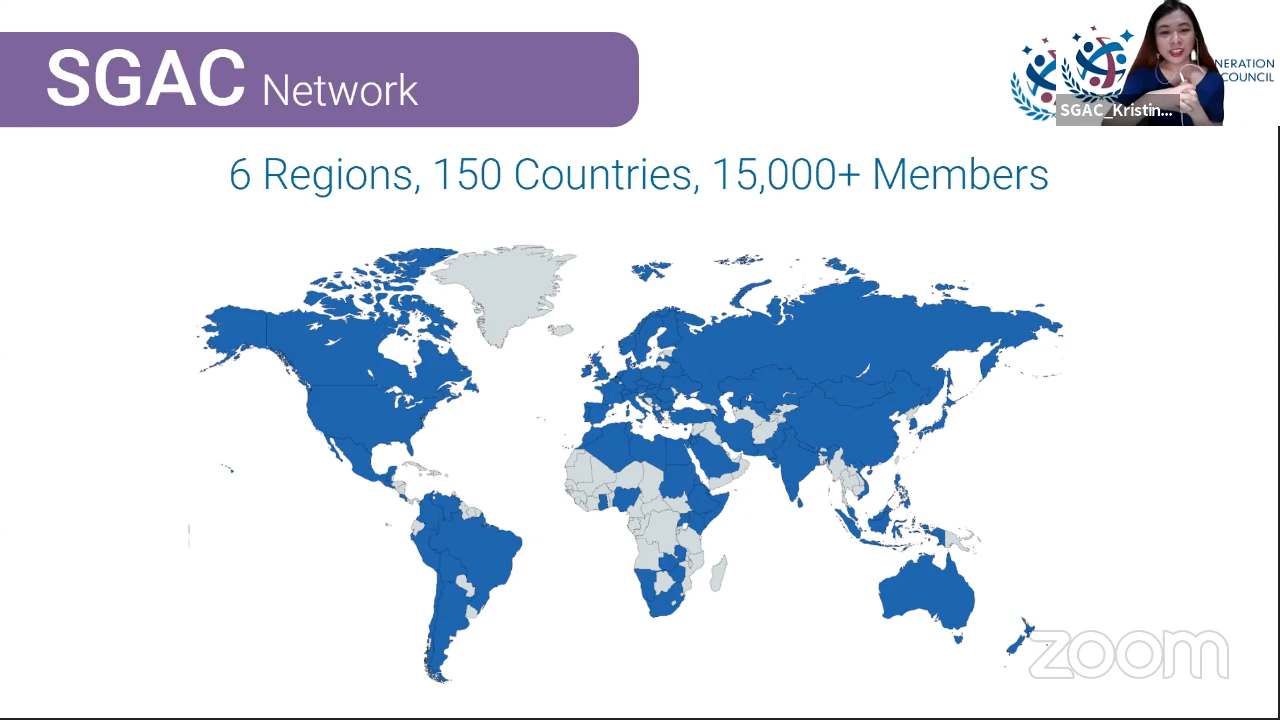 SGAC Network
NERATION
COUNCIL
SGAC_Kristin...
6 Regions, 150 Countries, 15,000+ Members
zoom